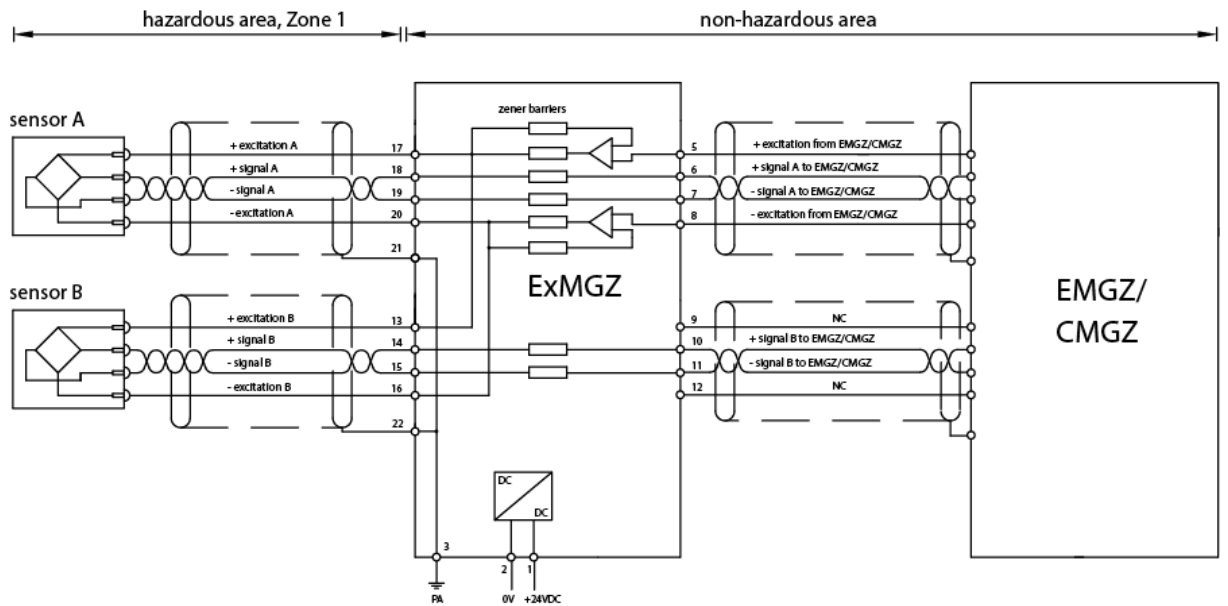 hazardous area, Zone 1
non-hazardous area
zener barriers
sensor A
+ excitation A
17
5
+ excitation from EMGZ/CMGZ
+ signal A
18
6
+ signal A to EMGZ/CMGZ
- signal A
19
7
- signal A to EMGZ/CMGZ
- excitation A
20
8
- excitation from EMGZ/CMGZ
21
ExMGZ
EMGZ/
CMGZ
sensor B
+ excitation B
13
9
NC
+ signal B
14
10
+ signal B to EMGZ/CMGZ
- signal B
15
11
- signal B to EMGZ/CMGZ
- excitation B
16
12
NC
22
DC
DC
3
2
1
PA
0V
+24VDC